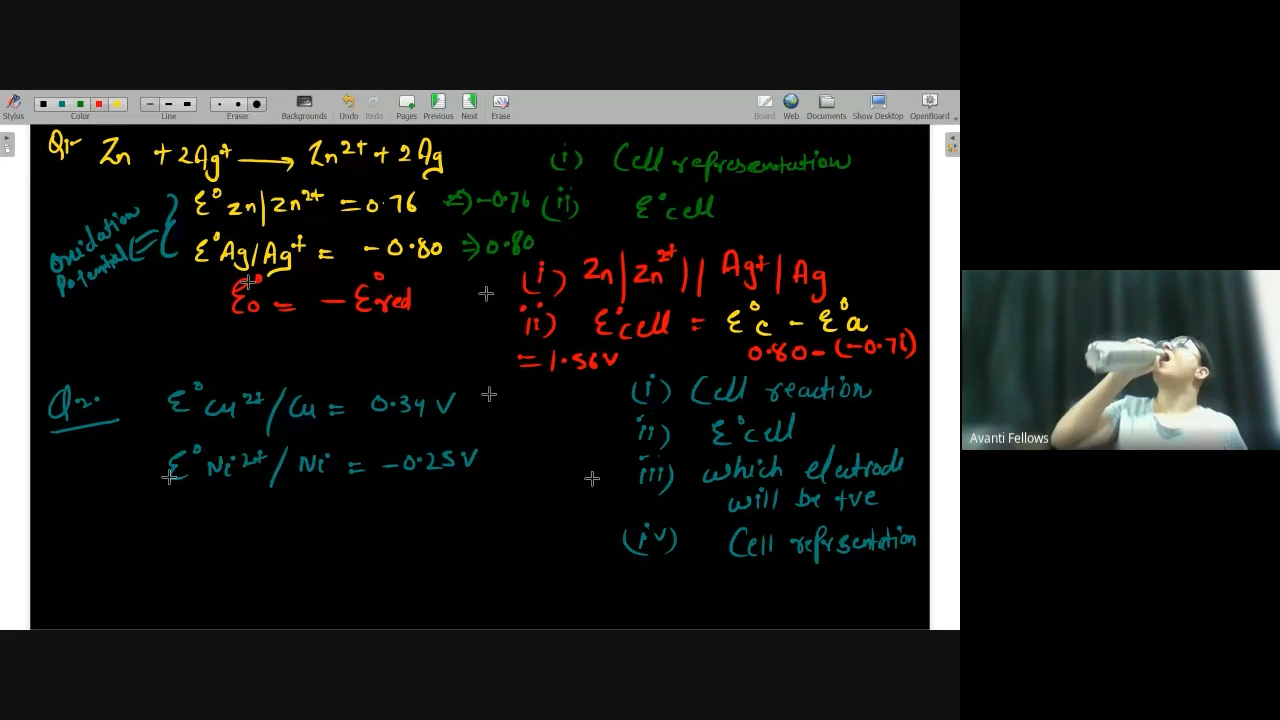 Stylus Color Line Eraser Backgrounds Undo Redo Pages Previous Next Erase Board Web Documents Show Desktop OpenBoard
Q1- Zn + 2Ag+ ⟶ Zn2+ + 2Ag
(i) Cell representation
Oxidation Potential
E° Zn|Zn2+ = 0.76 ⇒ -0.76
(ii) E°cell
E° Ag/Ag+ = -0.80 ⇒ 0.80
E°o = - E°red
(i) Zn|Zn2+||Ag+|Ag
ii) E°cell = E°c - E°a
= 1.56V 0.80-(-0.76)
Q2. E° Cu2+/Cu = 0.34 V
(i) Cell reaction
ii) E°cell
E° Ni2+/Ni = -0.25V
iii) which electrode
will be +ve
(iv) Cell reprsentation
Avanti Fellows